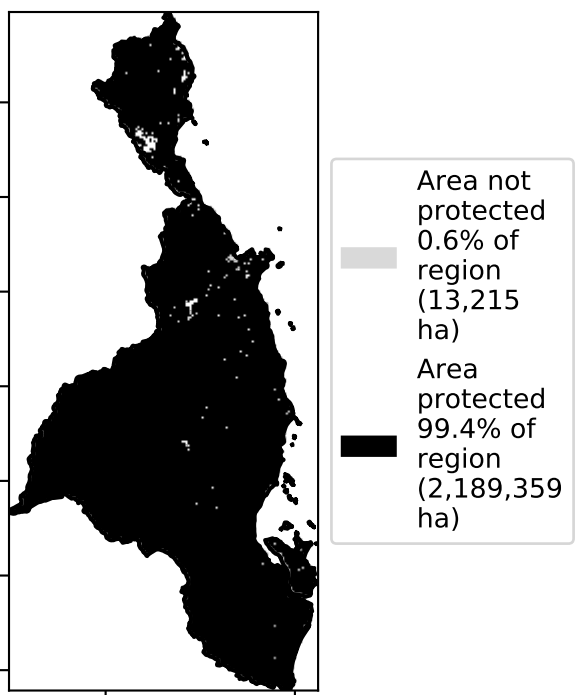 Area not
protected
0.6% of
region
(13,215
ha)
Area
protected
99.4% of
region
(2,189,359
ha)